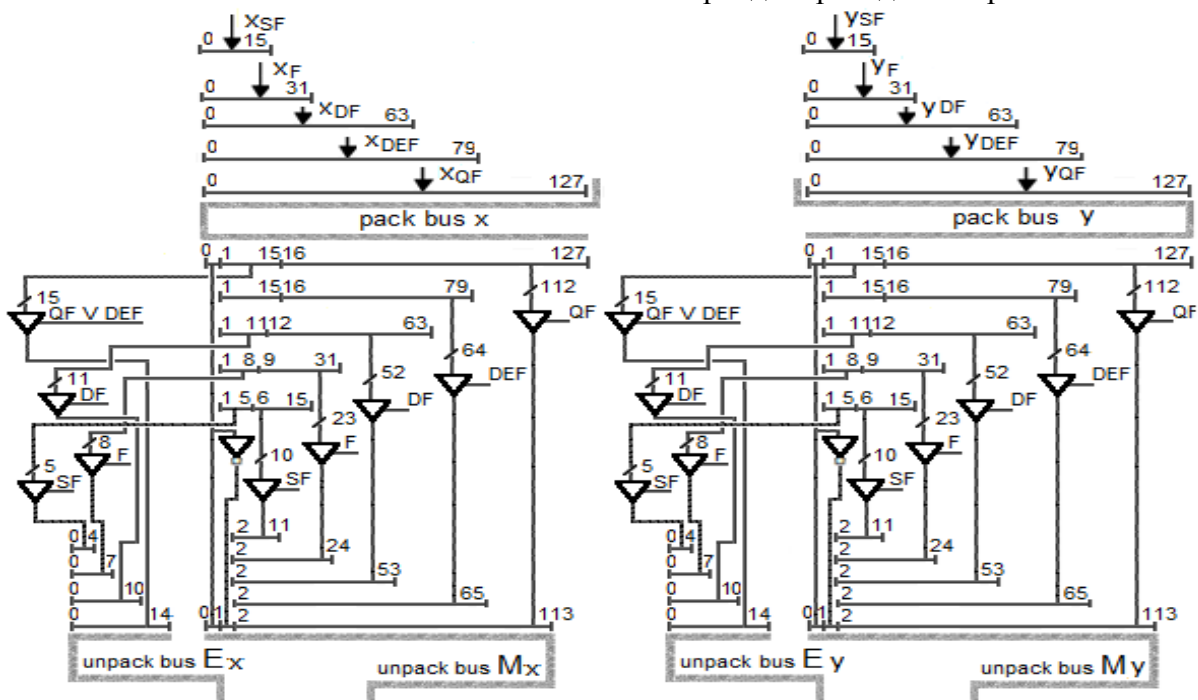 xSF ySF
0 15 0 15
xF yF
0 31 0 31
xDF yDF
0 63 0 63
xDEF yDEF
0 79 0 79
xQF yQF
0 127 0 127
pack bus x pack bus y
0 1 15 16 127 0 1 15 16 127
15 1 15 16 79 112 15 1 15 16 79 112
QF V DEF QF QF V DEF QF
1 11 12 63 1 11 12 63
64 64
11 1 8 9 31 52 DEF 11 1 8 9 31 52 DEF
DF DF DF DF
1 5 6 15 1 5 6 15
23 23
8 F 10 F 8 F 10 F
5 SF SF 5 SF SF
0 4 2 11 0 4 2 11
0 7 2 24 0 7 2 24
0 10 2 53 0 10 2 53
2 65 2 65
0 14 0 1 2 113 0 14 0 1 2 113
unpack bus Ex unpack bus Mx unpack bus Ey unpack bus My